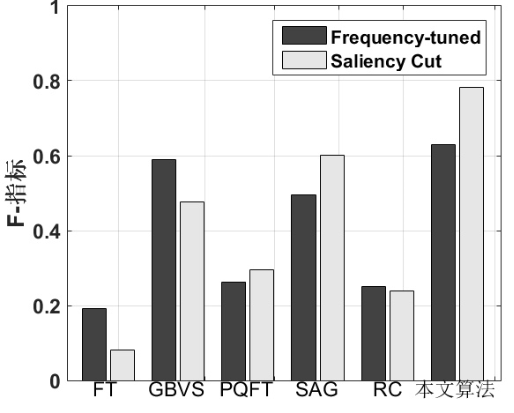 1
0.8
0.6
0.4
0.2
0
F-指标
Frequency-tuned
Saliency Cut
FT GBVS PQFT SAG RC 本文算法